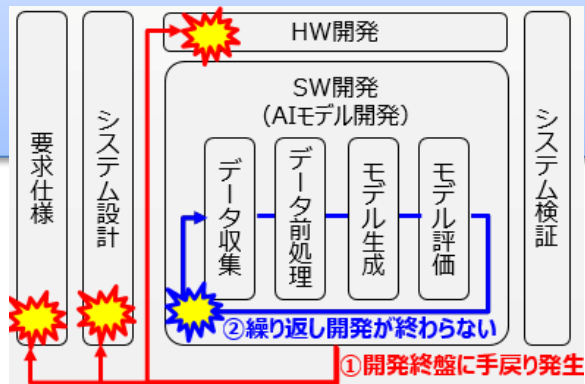 要求仕様
システム設計
HW開発
SW開発
(AIモデル開発)
データ収集
データ前処理
モデル生成
モデル評価
システム検証
②繰り返し開発が終わらない
①開発終盤に手戻り発生